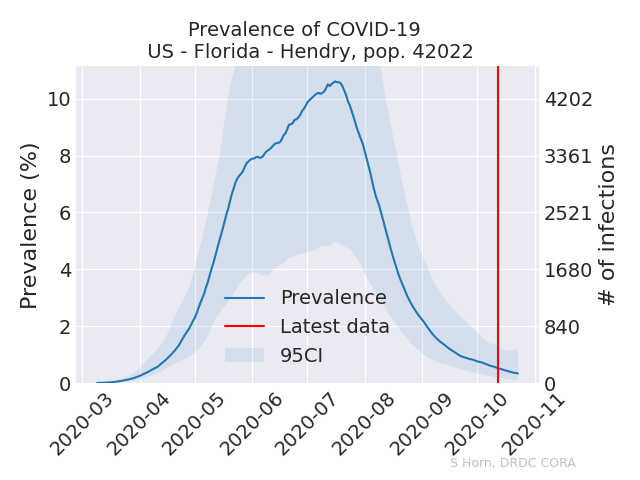 Prevalence of COVID-19
US - Florida - Hendry, pop. 42022
Prevalence (%)
10
8
6
4
2
0
4202
3361
2521
1680
840
0
# of infections
Prevalence
Latest data
95CI
2020-03
2020-04
2020-05
2020-06
2020-07
2020-08
2020-09
2020-10
2020-11
S Horn, DRDC CORA